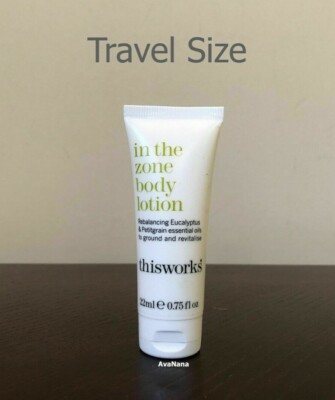 Travel Size
in the
zone
body
lotion
Rebalancing Eucalyptus
& Petitgrain essential oils
to ground and revitalise
thisworks®
22ml e 0.75 fl oz
AvaNana